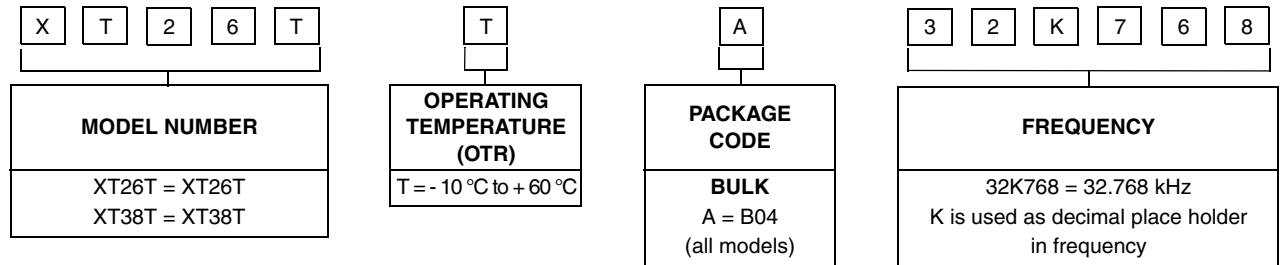 X T 2 6 T T A 3 2 K 7 6 8
MODEL NUMBER
XT26T = XT26T
XT38T = XT38T
OPERATING
TEMPERATURE
(OTR)
T = - 10 °C to + 60 °C
PACKAGE
CODE
BULK
A = B04
(all models)
FREQUENCY
32K768 = 32.768 kHz
K is used as decimal place holder
in frequency